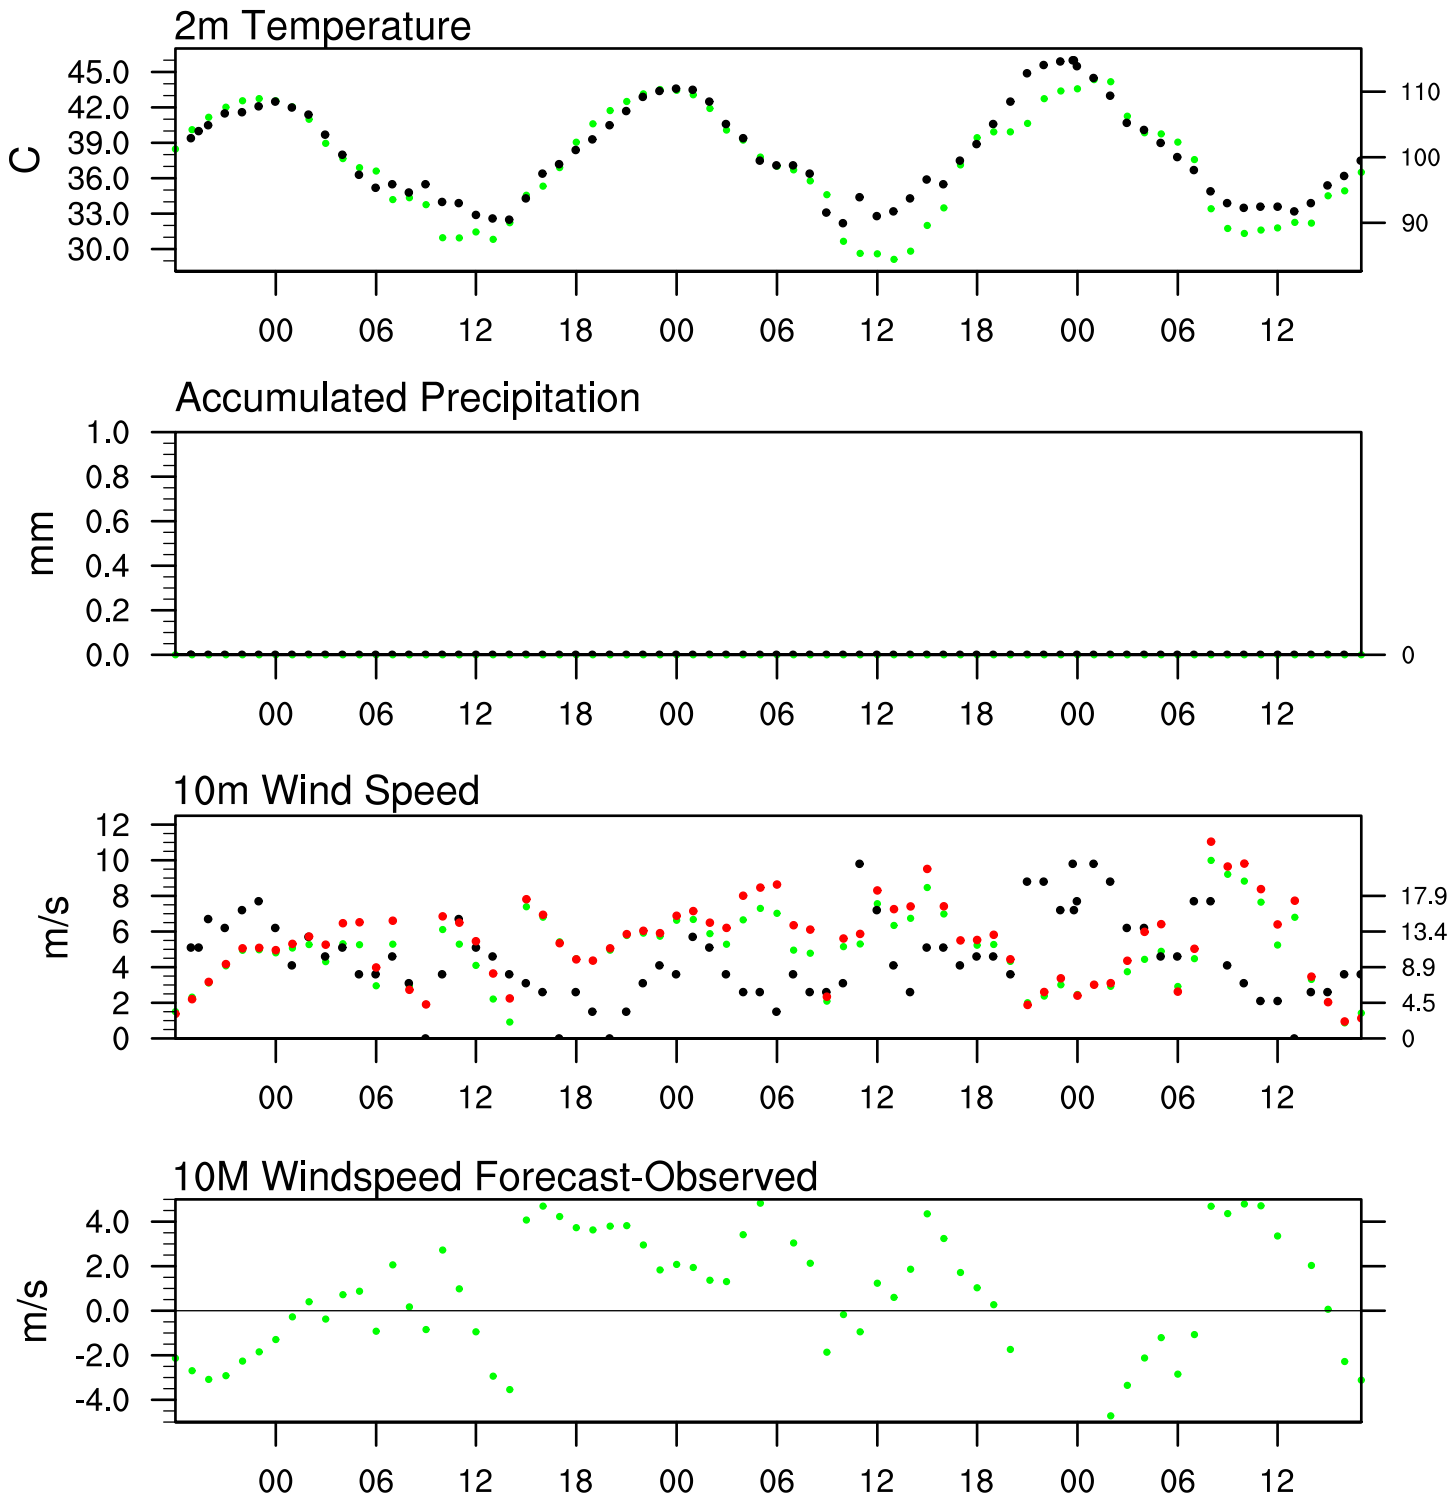 2m Temperature
45.0
42.0
39.0
36.0
33.0
30.0
C
110
100
90
00 06 12 18 00 06 12 18 00 06 12
Accumulated Precipitation
1.0
0.8
0.6
0.4
0.2
0.0
mm
0
00 06 12 18 00 06 12 18 00 06 12
10m Wind Speed
12
10
8
6
4
2
0
m/s
17.9
13.4
8.9
4.5
0
00 06 12 18 00 06 12 18 00 06 12
10M Windspeed Forecast-Observed
4.0
2.0
0.0
-2.0
-4.0
m/s
00 06 12 18 00 06 12 18 00 06 12